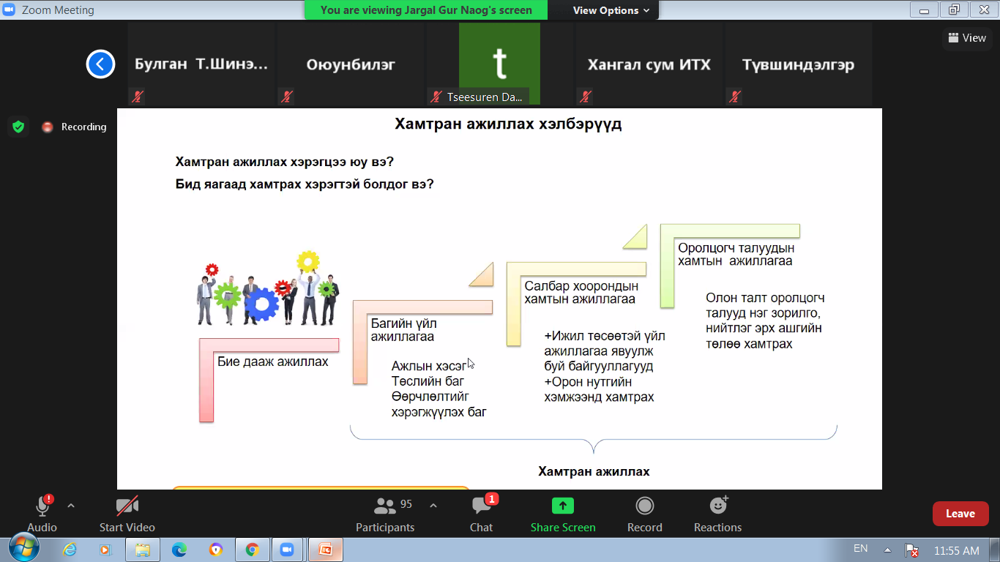 Zoom Meeting
You are viewing Jargal Gur Naog's screen
View Options
View
Булган Т.Шинэ...
Оюунбилэг
t
Tseesuren Da...
Хангал сум ИТХ
Түвшиндэлгэр
Recording
Хамтран ажиллах хэлбэрүүд
Хамтран ажиллах хэрэгцээ юу вэ?
Бид яагаад хамтрах хэрэгтэй болдог вэ?
Бие дааж ажиллах
Багийн үйл
ажиллагаа
Ажлын хэсэг
Төслийн баг
Өөрчлөлтийг
хэрэгжүүлэх баг
Салбар хоорондын
хамтын ажиллагаа
+Ижил төсөөтэй үйл
ажиллагаа явуулж
буй байгууллагууд
+Орон нутгийн
хэмжээнд хамтрах
Оролцогч талуудын
хамтын ажиллагаа
Олон талт оролцогч
талууд нэг зорилго,
нийтлэг эрх ашгийн
төлөө хамтрах
Хамтран ажиллах
Audio
Start Video
95
Participants
1
Chat
Share Screen
Record
Reactions
Leave
EN
11:55 AM